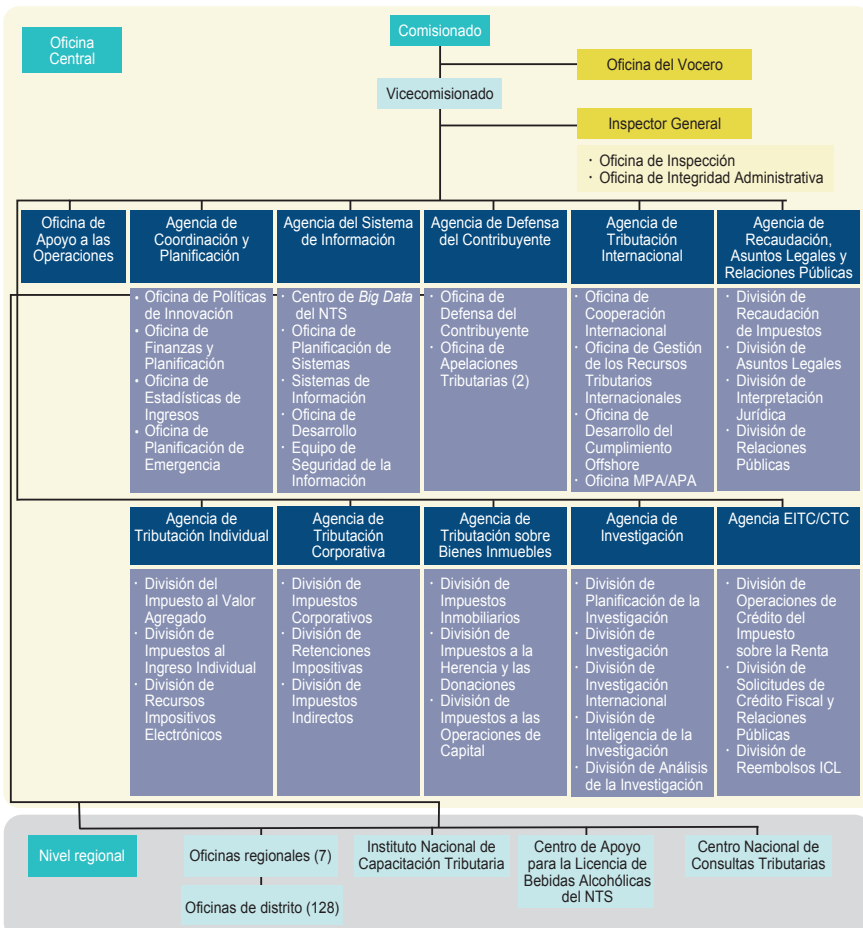 Oficina
Central
Comisionado
Oficina del Vocero
Vicecomisionado
Inspector General
· Oficina de Inspección
· Oficina de Integridad Administrativa
Oficina de
Apoyo a las
Operaciones
Agencia de
Coordinación y
Planificación
Agencia del Sistema
de Información
Agencia de Defensa
del Contribuyente
Agencia de
Tributación
Internacional
Agencia de
Recaudación,
Asuntos Legales y
Relaciones Públicas
• Oficina de Políticas
de Innovación
• Oficina de
Finanzas y
Planificación
• Oficina de
Estadísticas de
Ingresos
• Oficina de
Planificación de
Emergencia
· Centro de Big Data
del NTS
· Oficina de
Planificación de
Sistemas
· Sistemas de
Información
· Oficina de
Desarrollo
· Equipo de
Seguridad de la
Información
· Oficina de
Defensa del
Contribuyente
· Oficina de
Apelaciones
Tributarias (2)
· Oficina de
Cooperación
Internacional
· Oficina de Gestión
de los Recursos
Tributarios
Internacionales
· Oficina de
Desarrollo del
Cumplimiento
Offshore
· Oficina MPA/APA
· División de
Recaudación
de Impuestos
· División de
Asuntos Legales
· División de
Interpretación
Jurídica
· División de
Relaciones
Públicas
Agencia de
Tributación Individual
Agencia de
Tributación
Corporativa
Agencia de
Tributación sobre
Bienes Inmuebles
Agencia de
Investigación
Agencia EITC/CTC
· División del
Impuesto al Valor
Agregado
· División de
Impuestos al
Ingreso Individual
· División de
Recursos
Impositivos
Electrónicos
· División de
Impuestos
Corporativos
· División de
Retenciones
Impositivas
· División de
Impuestos
Indirectos
· División de
Impuestos
Inmobiliarios
· División de
Impuestos a la
Herencia y las
Donaciones
· División de
Impuestos a las
Operaciones de
Capital
· División de
Planificación de la
Investigación
· División de
Investigación
· División de
Investigación
Internacional
· División de
Inteligencia de la
Investigación
· División de Análisis
de la Investigación
· División de
Operaciones de
Crédito del
Impuesto
sobre la Renta
· División de
Solicitudes de
Crédito Fiscal y
Relaciones
Públicas
· División de
Reembolsos ICL
Nivel regional
Oficinas regionales (7)
Instituto Nacional de
Capacitación Tributaria
Centro de Apoyo
para la Licencia de
Bebidas Alcohólicas
del NTS
Centro Nacional de
Consultas Tributarias
Oficinas de distrito (128)